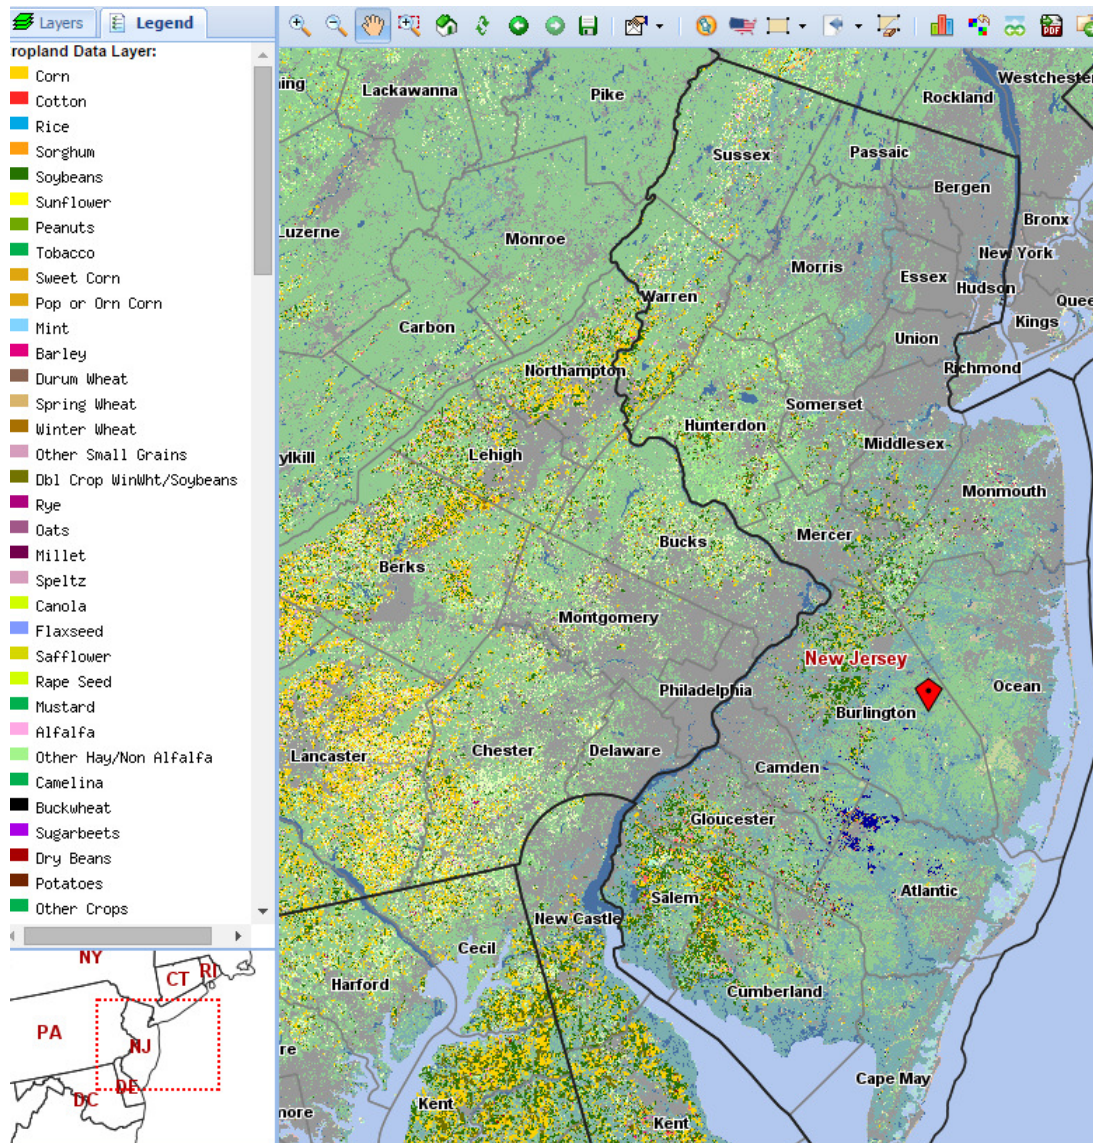 Layers Legend
ropland Data Layer:
Corn
Cotton
Rice
Sorghum
Soybeans
Sunflower
Peanuts
Tobacco
Sweet Corn
Pop or Orn Corn
Mint
Barley
Durum Wheat
Spring Wheat
Winter Wheat
Other Small Grains
Dbl Crop WinWht/Soybeans
Rye
Oats
Millet
Speltz
Canola
Flaxseed
Safflower
Rape Seed
Mustard
Alfalfa
Other Hay/Non Alfalfa
Camelina
Buckwheat
Sugarbeets
Dry Beans
Potatoes
Other Crops
NY
CT RI
PA
NJ
DE
DC
PDF
ning
Lackawanna
Pike
Westchester
Rockland
Sussex
Passaic
Bergen
Bronx
Luzerne
Monroe
New York
Morris
Essex
Hudson
Warren
Quee
Carbon
Kings
Union
Northampton
Richmond
Somerset
Hunterdon
Middlesex
ylkill
Lehigh
Monmouth
Mercer
Bucks
Berks
Montgomery
New Jersey
Philadelphia
Ocean
Burlington
Lancaster
Chester
Delaware
Camden
Gloucester
Atlantic
Salem
New Castle
Cecil
Harford
Cumberland
re
Cape May
more
Kent
Kent